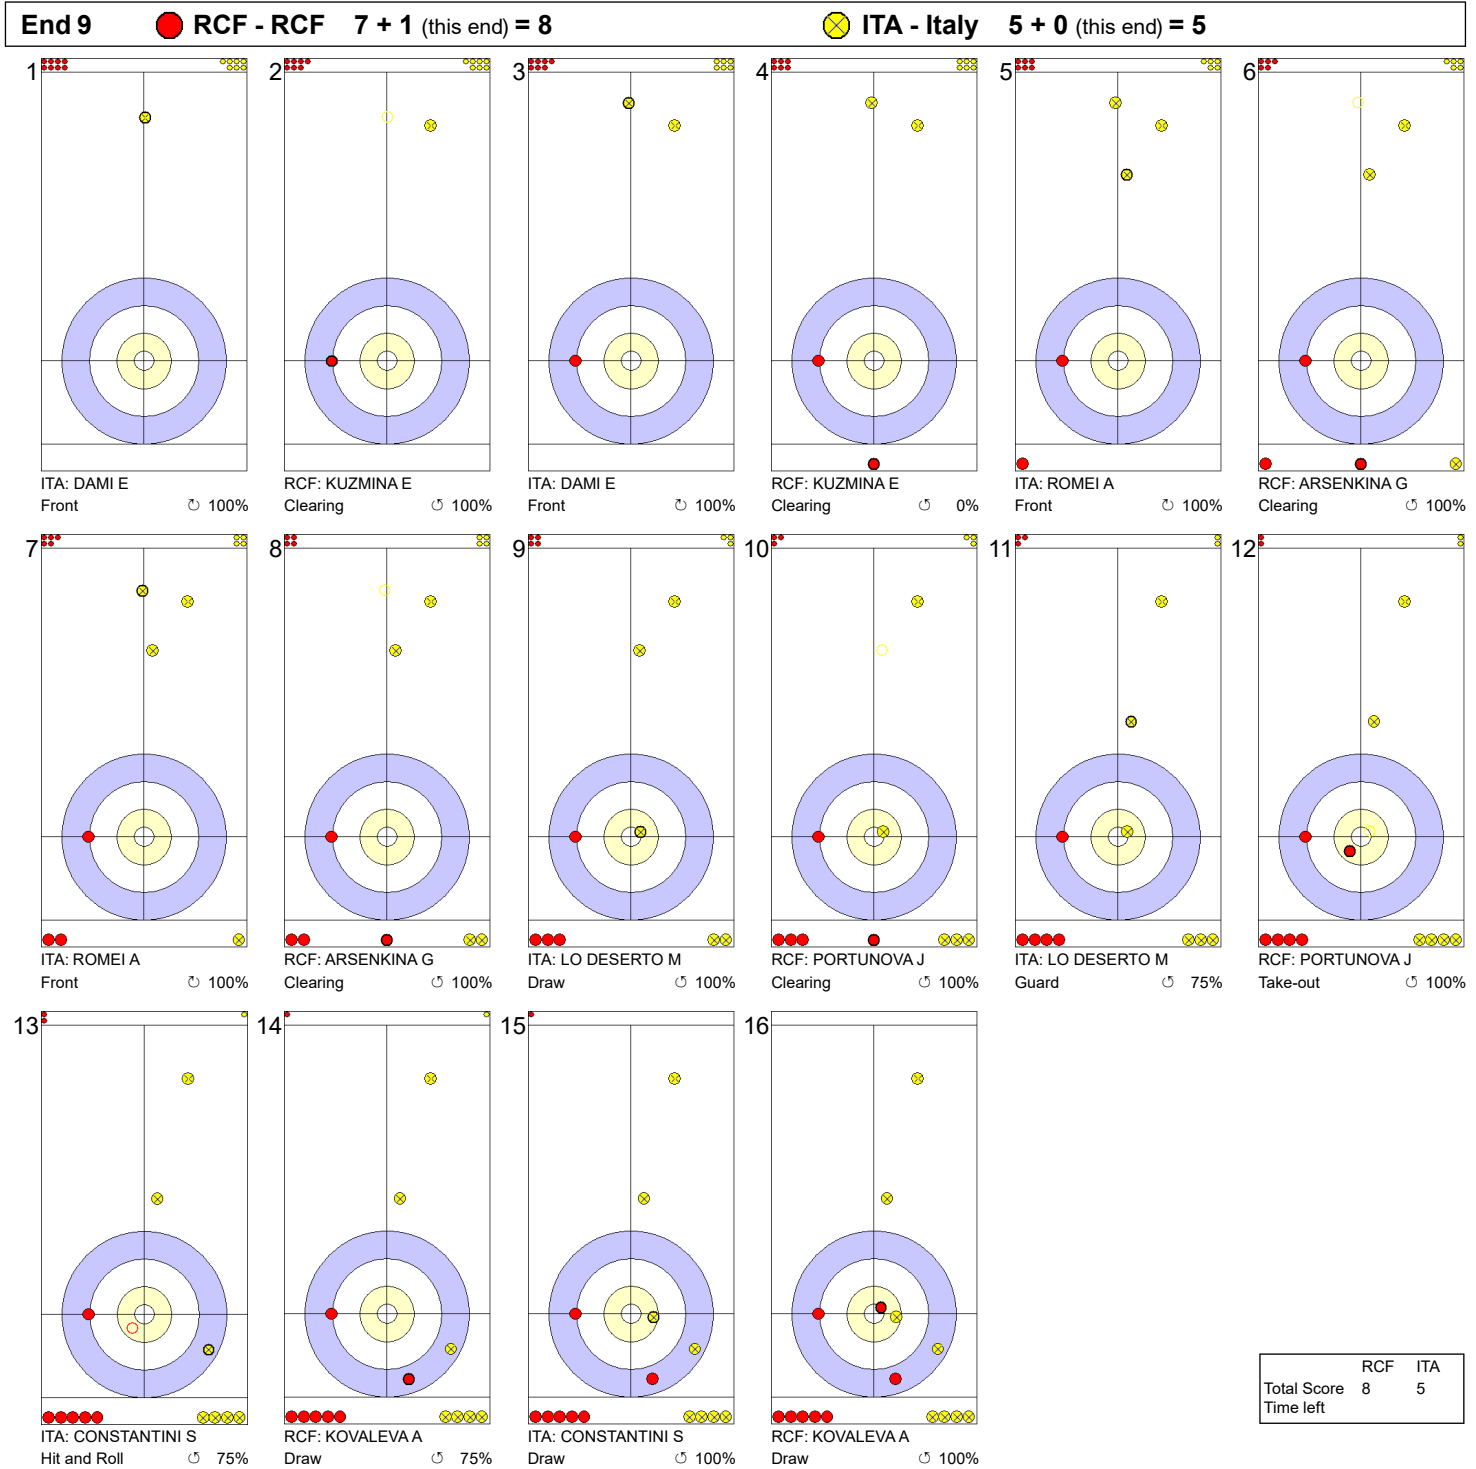 End 9 RCF - RCF 7 + 1 (this end) = 8 ITA - Italy 5 + 0 (this end) = 5
1 2 3 4 5 6
ITA: DAMI E RCF: KUZMINA E ITA: DAMI E RCF: KUZMINA E ITA: ROMEI A RCF: ARSENKINA G
Front ↻ 100% Clearing ↺ 100% Front ↻ 100% Clearing ↺ 0% Front ↻ 100% Clearing ↺ 100%
7 8 9 10 11 12
ITA: ROMEI A RCF: ARSENKINA G ITA: LO DESERTO M RCF: PORTUNOVA J ITA: LO DESERTO M RCF: PORTUNOVA J
Front ↻ 100% Clearing ↺ 100% Draw ↺ 100% Clearing ↺ 100% Guard ↺ 75% Take-out ↺ 100%
13 14 15 16
RCF ITA
Total Score 8 5
Time left
ITA: CONSTANTINI S RCF: KOVALEVA A ITA: CONSTANTINI S RCF: KOVALEVA A
Hit and Roll ↺ 75% Draw ↺ 75% Draw ↺ 100% Draw ↺ 100%